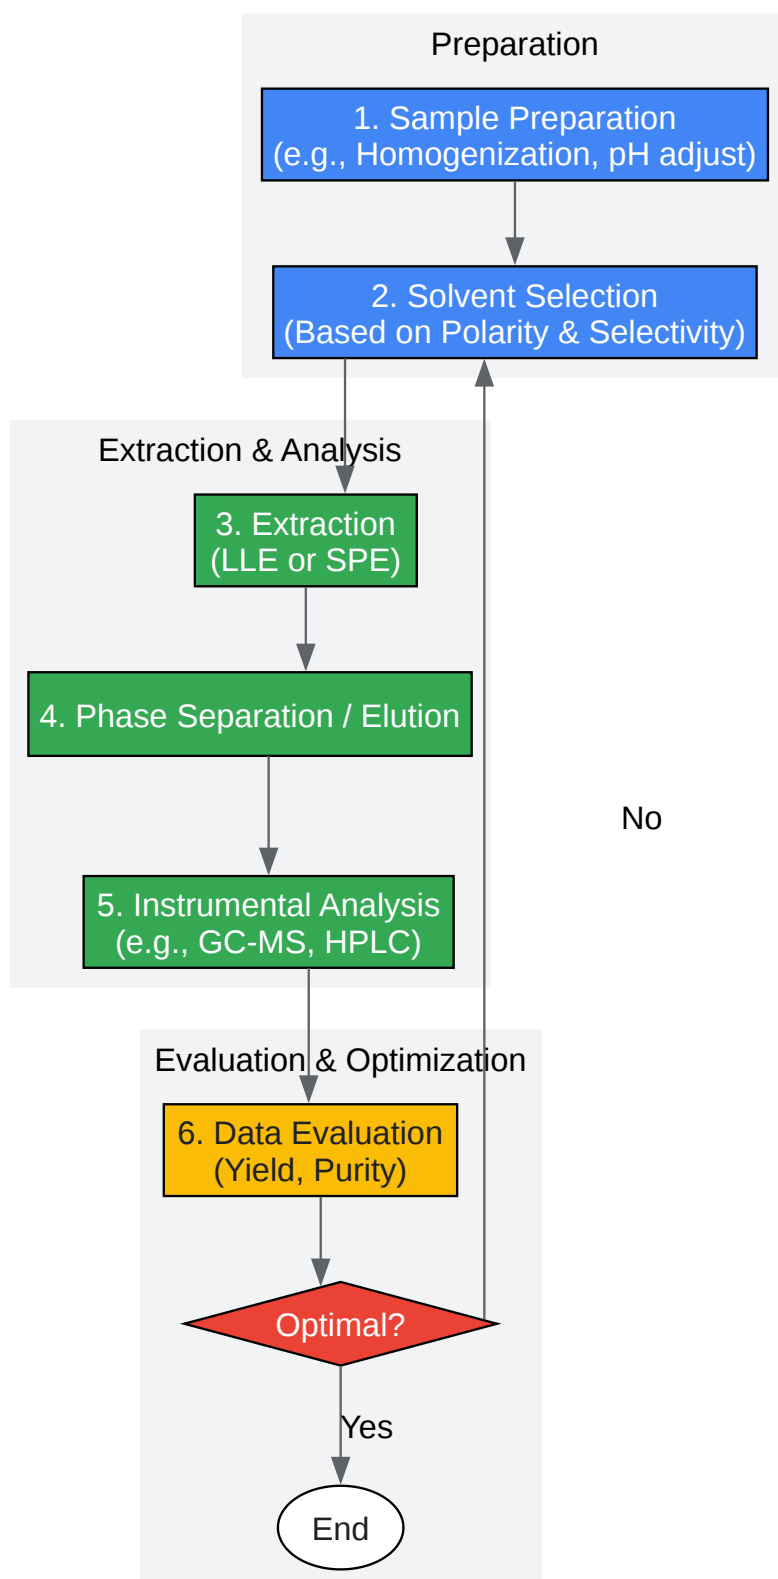 Preparation
1. Sample Preparation
(e.g., Homogenization, pH adjust)
2. Solvent Selection
(Based on Polarity & Selectivity)
Extraction & Analysis
3. Extraction
(LLE or SPE)
4. Phase Separation / Elution
No
5. Instrumental Analysis
(e.g., GC-MS, HPLC)
Evaluation & Optimization
6. Data Evaluation
(Yield, Purity)
Optimal?
Yes
End